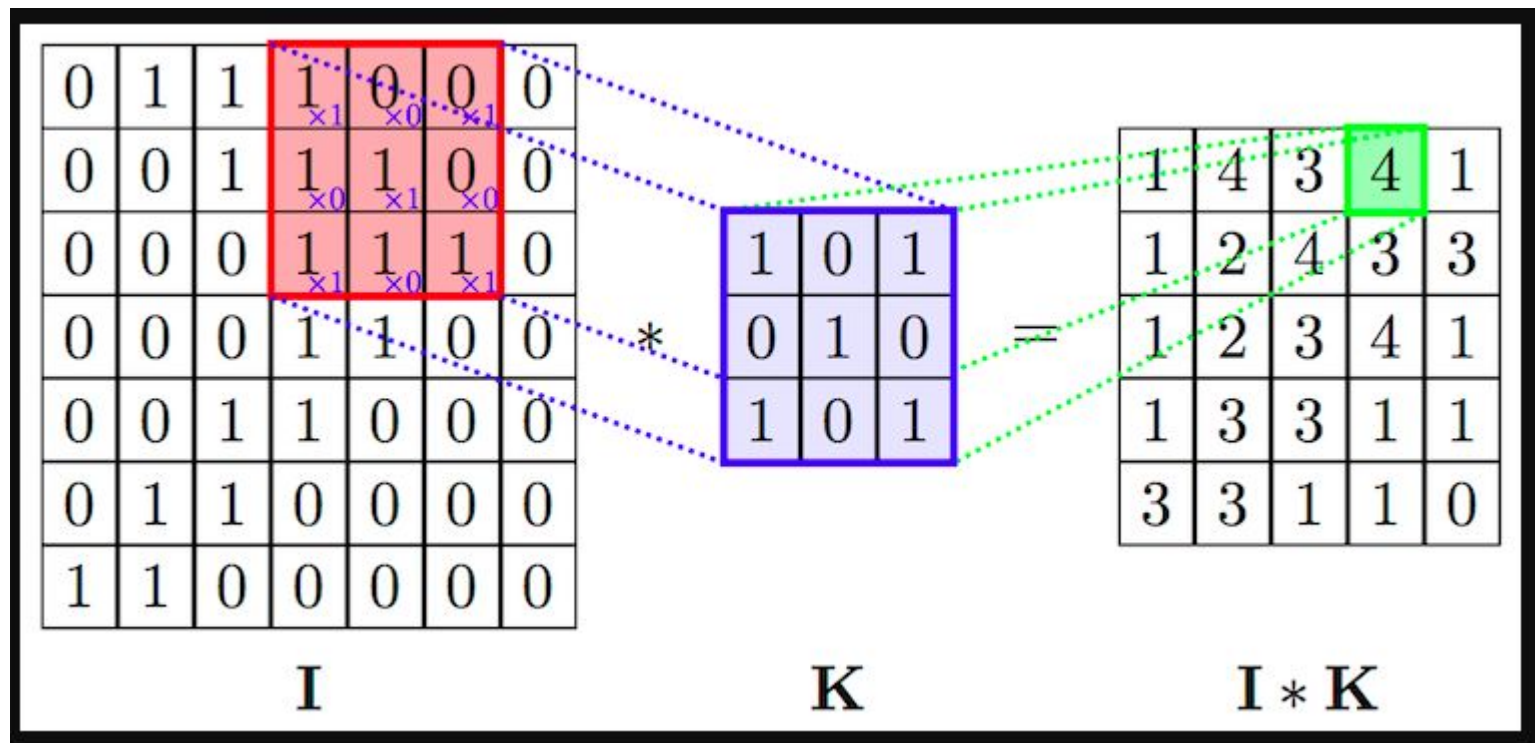 0 1 1 1×1 0×0 0×1 0
0 0 1 1×0 1×1 0×0 0
0 0 0 1×1 1×0 1×1 0
0 0 0 1 1 0 0
0 0 1 1 0 0 0
0 1 1 0 0 0 0
1 1 0 0 0 0 0
I
*
1 0 1
0 1 0
1 0 1
K
=
1 4 3 4 1
1 2 4 3 3
1 2 3 4 1
1 3 3 1 1
3 3 1 1 0
I * K